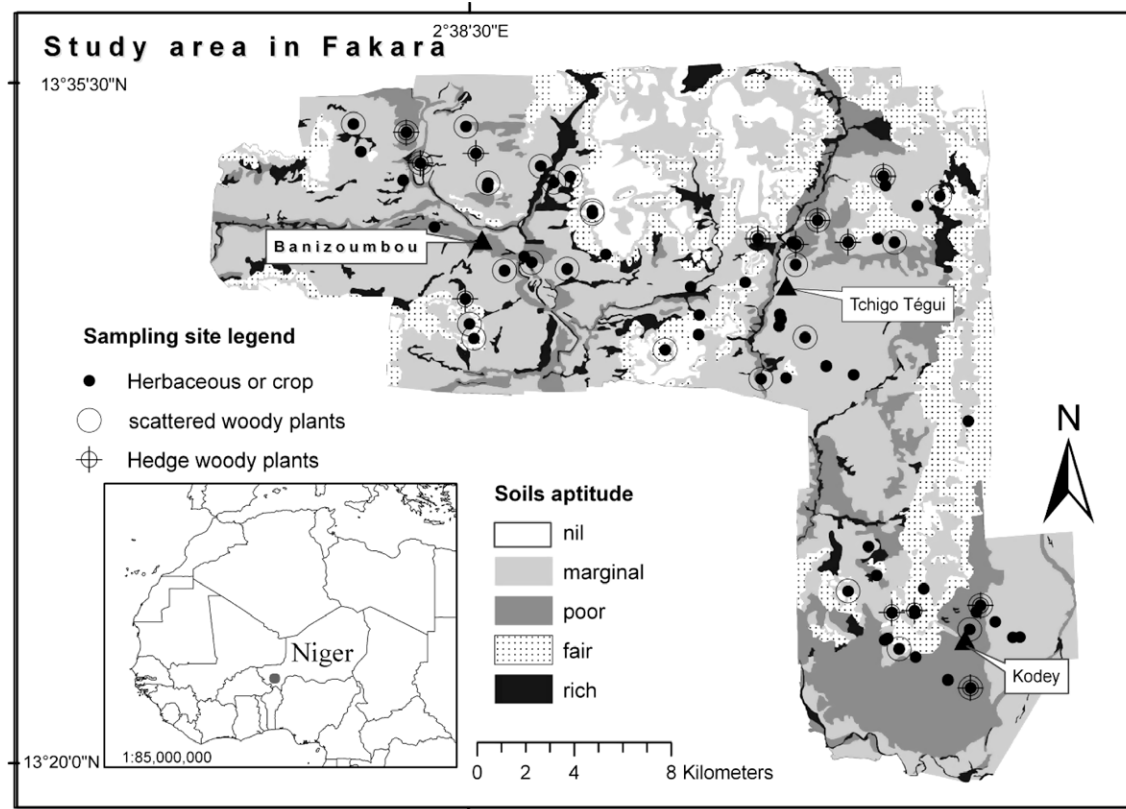 2°38'30"E
Study area in Fakara
13°35'30"N
Banizoumbou
Tchigo Tégui
Sampling site legend
Herbaceous or crop
scattered woody plants
Hedge woody plants
N
Soils aptitude
nil
marginal
poor
fair
rich
Niger
Kodey
1:85,000,000
13°20'0"N
0 2 4 8 Kilometers